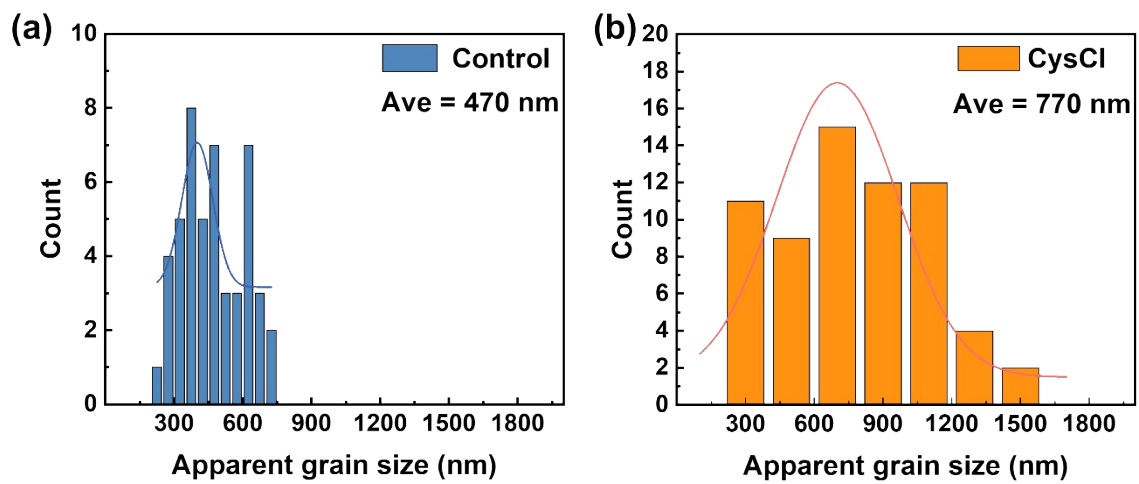 (a)
10
8
6
4
2
0
Count
Control
Ave = 470 nm
300 600 900 1200 1500 1800
Apparent grain size (nm)
(b)
20
18
16
14
12
10
8
6
4
2
0
Count
CysCl
Ave = 770 nm
300 600 900 1200 1500 1800
Apparent grain size (nm)